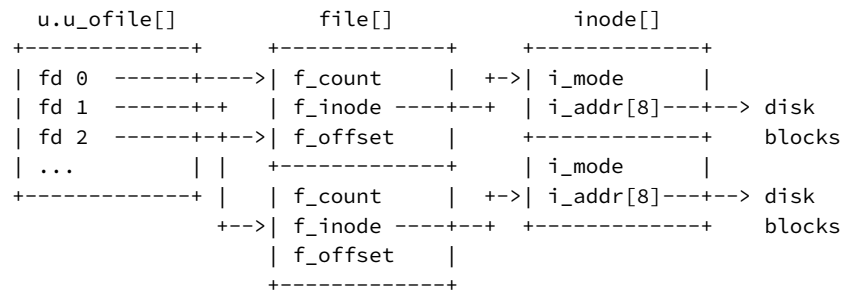 u.u_ofile[] file[] inode[]
+-------------+ +-------------+ +-------------+
| fd 0 ------+---->| f_count | +->| i_mode |
| fd 1 ------+-+ | f_inode ----+--+ | i_addr[8]---+--> disk
| fd 2 ------+-+-->| f_offset | +-------------+ blocks
| ... | | +-------------+ | i_mode |
+-------------+ | | f_count | +->| i_addr[8]---+--> disk
+-->| f_inode ----+--+ +-------------+ blocks
| f_offset |
+-------------+